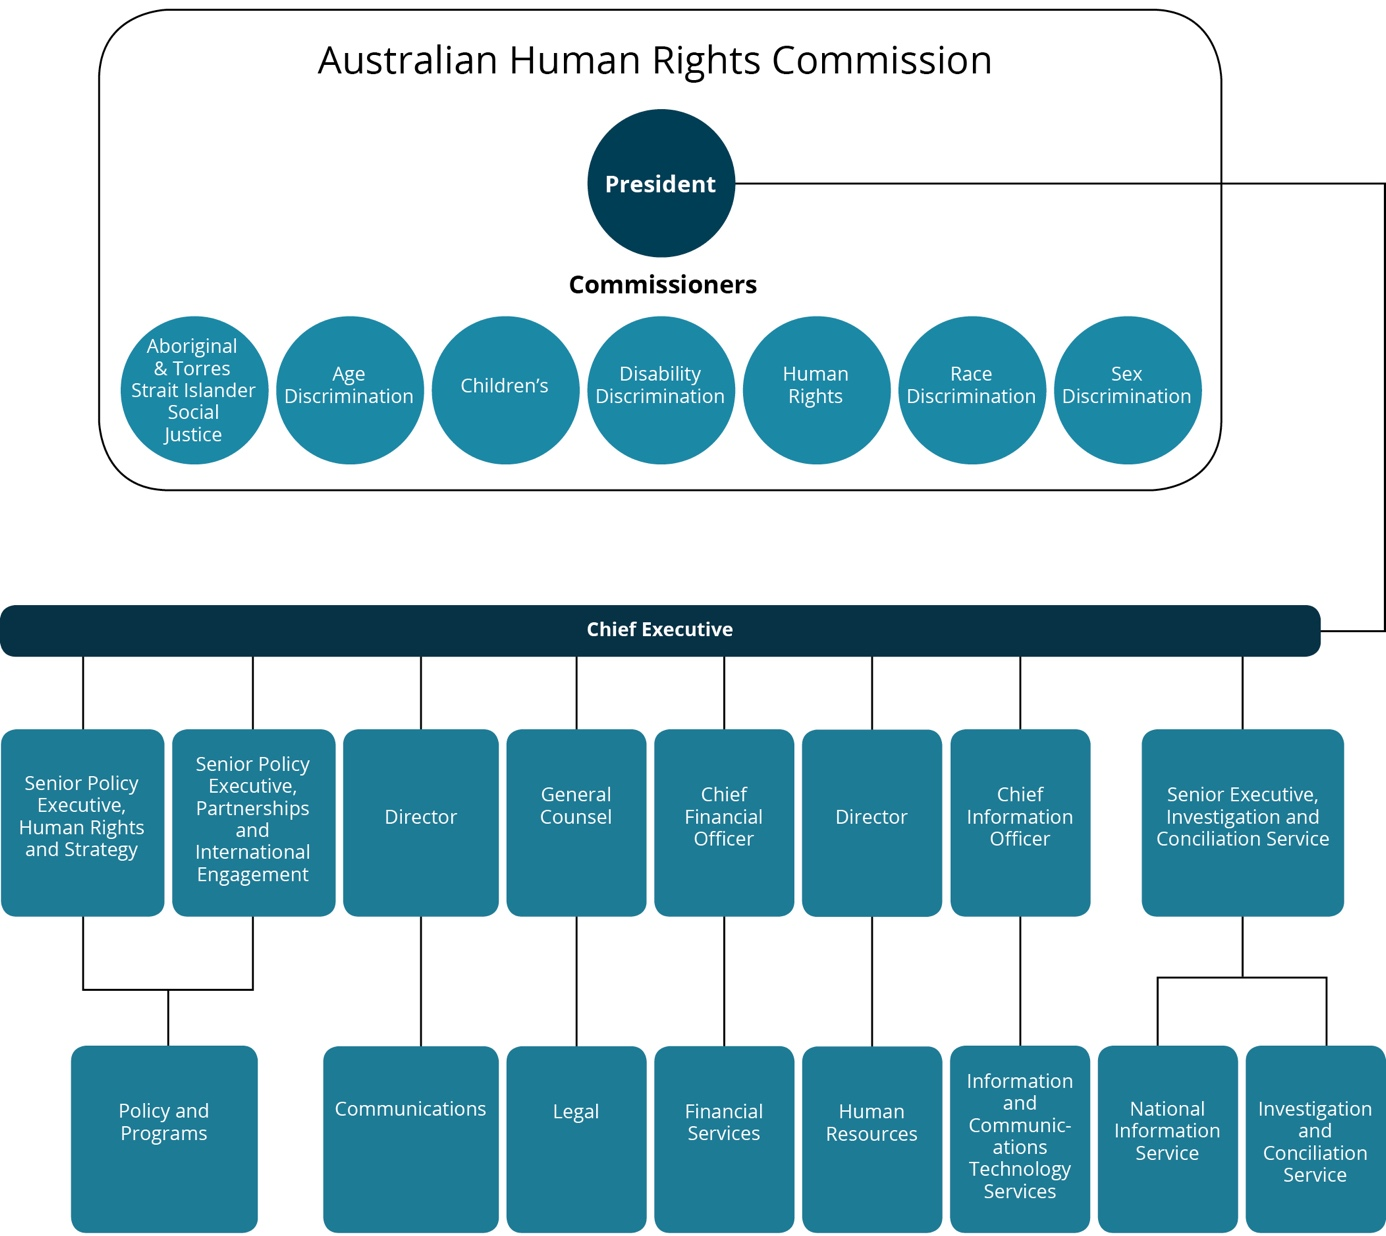 Australian Human Rights Commission
President
Commissioners
Aboriginal
& Torres
Strait Islander
Social
Justice
Age
Discrimination
Children’s
Disability
Discrimination
Human
Rights
Race
Discrimination
Sex
Discrimination
Chief Executive
Senior Policy
Executive,
Human Rights
and Strategy
Senior Policy
Executive,
Partnerships
and
International
Engagement
Director
General
Counsel
Chief
Financial
Officer
Director
Chief
Information
Officer
Senior Executive,
Investigation and
Conciliation Service
Policy and
Programs
Communications
Legal
Financial
Services
Human
Resources
Information
and
Communic-
ations
Technology
Services
National
Information
Service
Investigation
and
Conciliation
Service